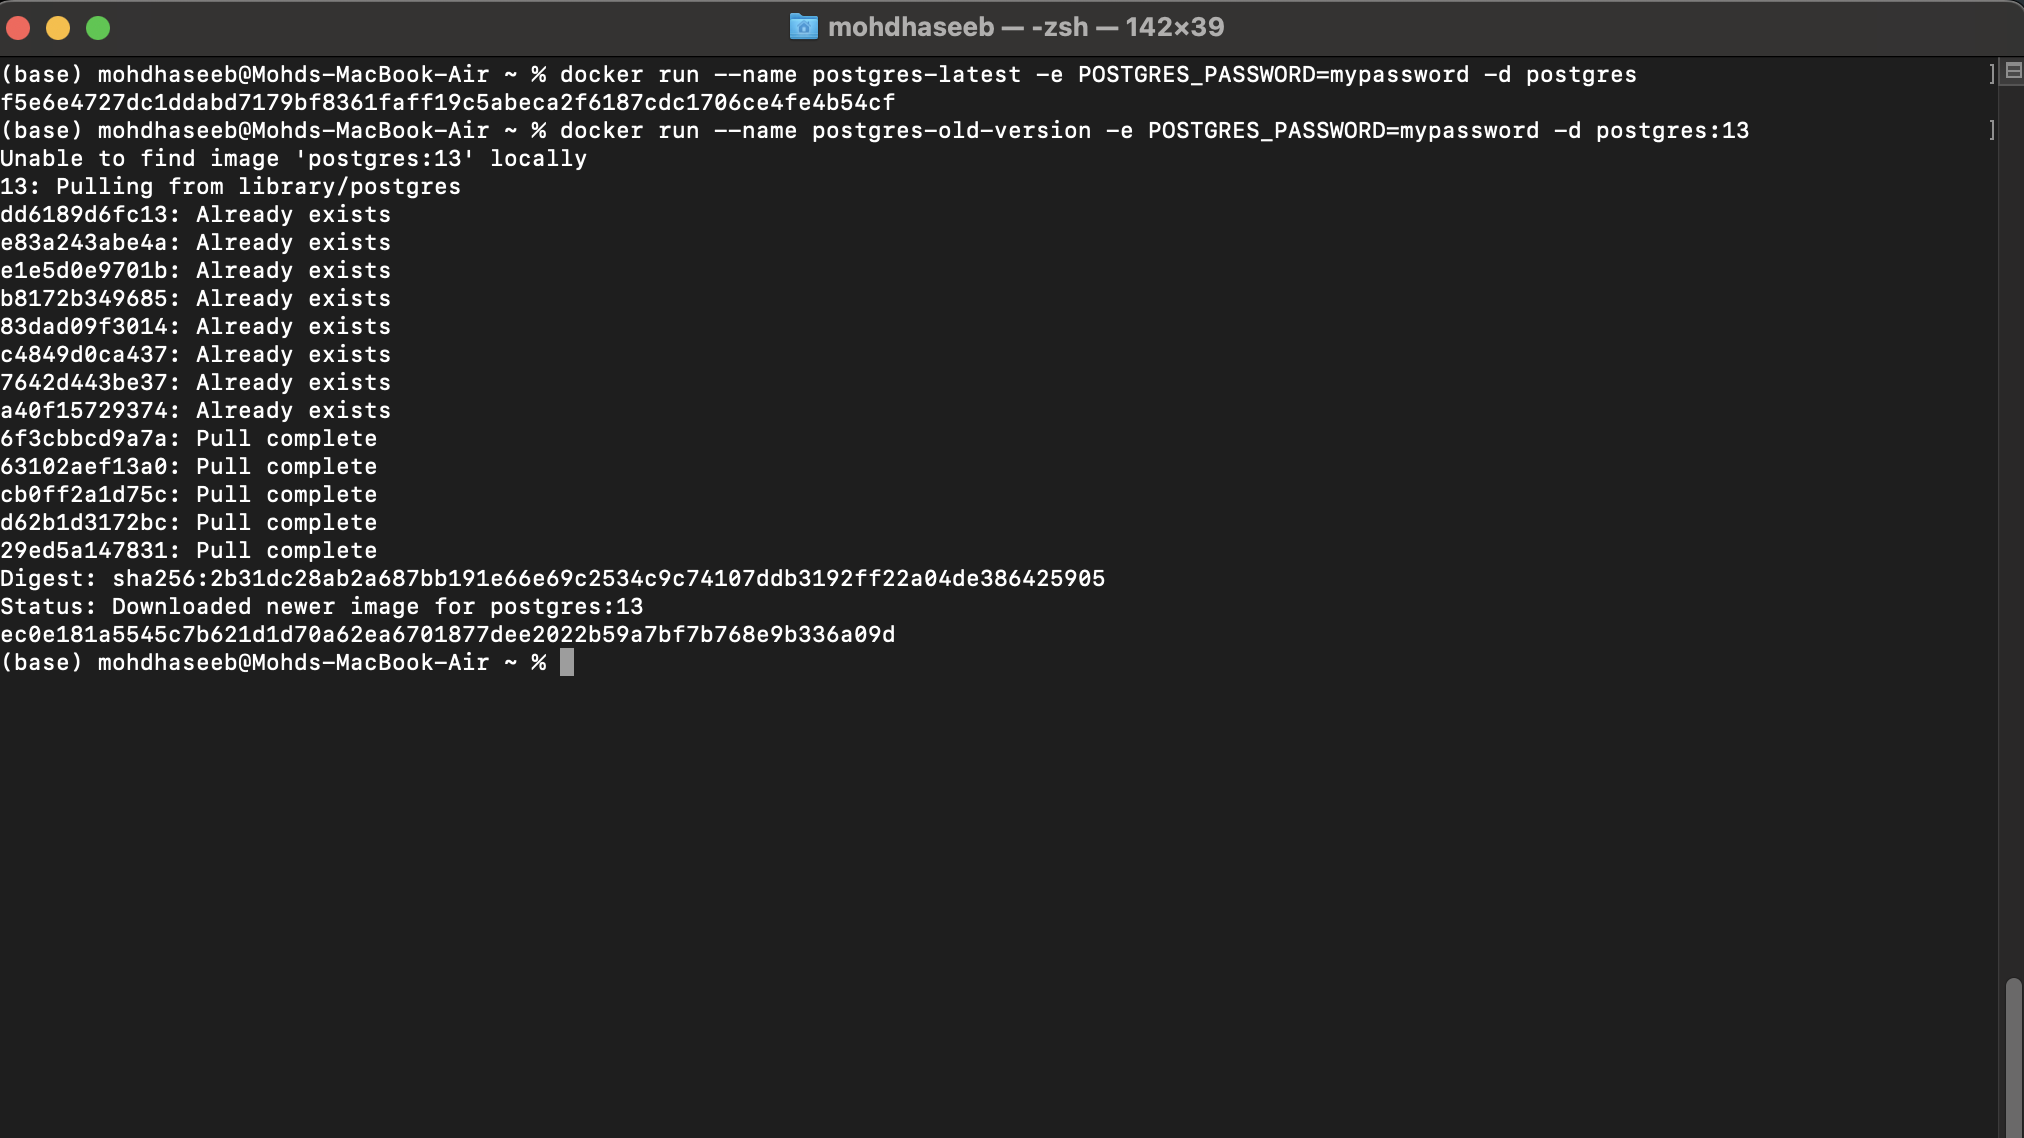 mohdhaseeb — -zsh — 142×39
(base) mohdhaseeb@Mohds-MacBook-Air ~ % docker run --name postgres-latest -e POSTGRES_PASSWORD=mypassword -d postgres ]
f5e6e4727dc1ddabd7179bf8361faff19c5abeca2f6187cdc1706ce4fe4b54cf
(base) mohdhaseeb@Mohds-MacBook-Air ~ % docker run --name postgres-old-version -e POSTGRES_PASSWORD=mypassword -d postgres:13 ]
Unable to find image 'postgres:13' locally
13: Pulling from library/postgres
dd6189d6fc13: Already exists
e83a243abe4a: Already exists
e1e5d0e9701b: Already exists
b8172b349685: Already exists
83dad09f3014: Already exists
c4849d0ca437: Already exists
7642d443be37: Already exists
a40f15729374: Already exists
6f3cbbcd9a7a: Pull complete
63102aef13a0: Pull complete
cb0ff2a1d75c: Pull complete
d62b1d3172bc: Pull complete
29ed5a147831: Pull complete
Digest: sha256:2b31dc28ab2a687bb191e66e69c2534c9c74107ddb3192ff22a04de386425905
Status: Downloaded newer image for postgres:13
ec0e181a5545c7b621d1d70a62ea6701877dee2022b59a7bf7b768e9b336a09d
(base) mohdhaseeb@Mohds-MacBook-Air ~ %